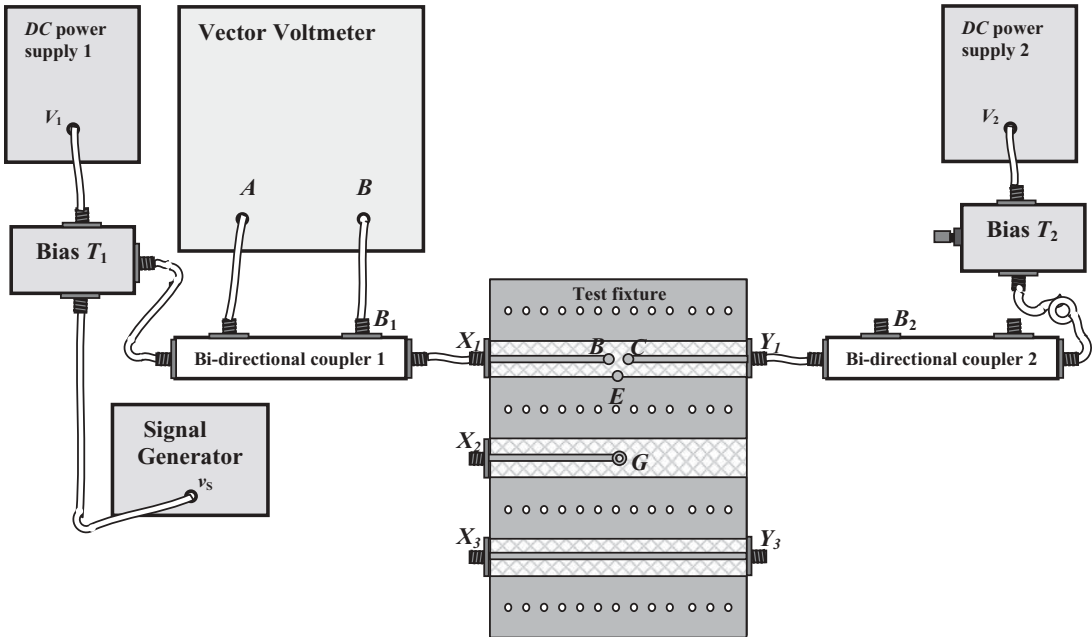 DC power
supply 1
V1
Vector Voltmeter
A
B
DC power
supply 2
V2
Bias T1
Bias T2
B1
Bi-directional coupler 1
Test fixture
X1
B
C
E
Y1
B2
Bi-directional coupler 2
Signal
Generator
vS
X2
G
X3
Y3